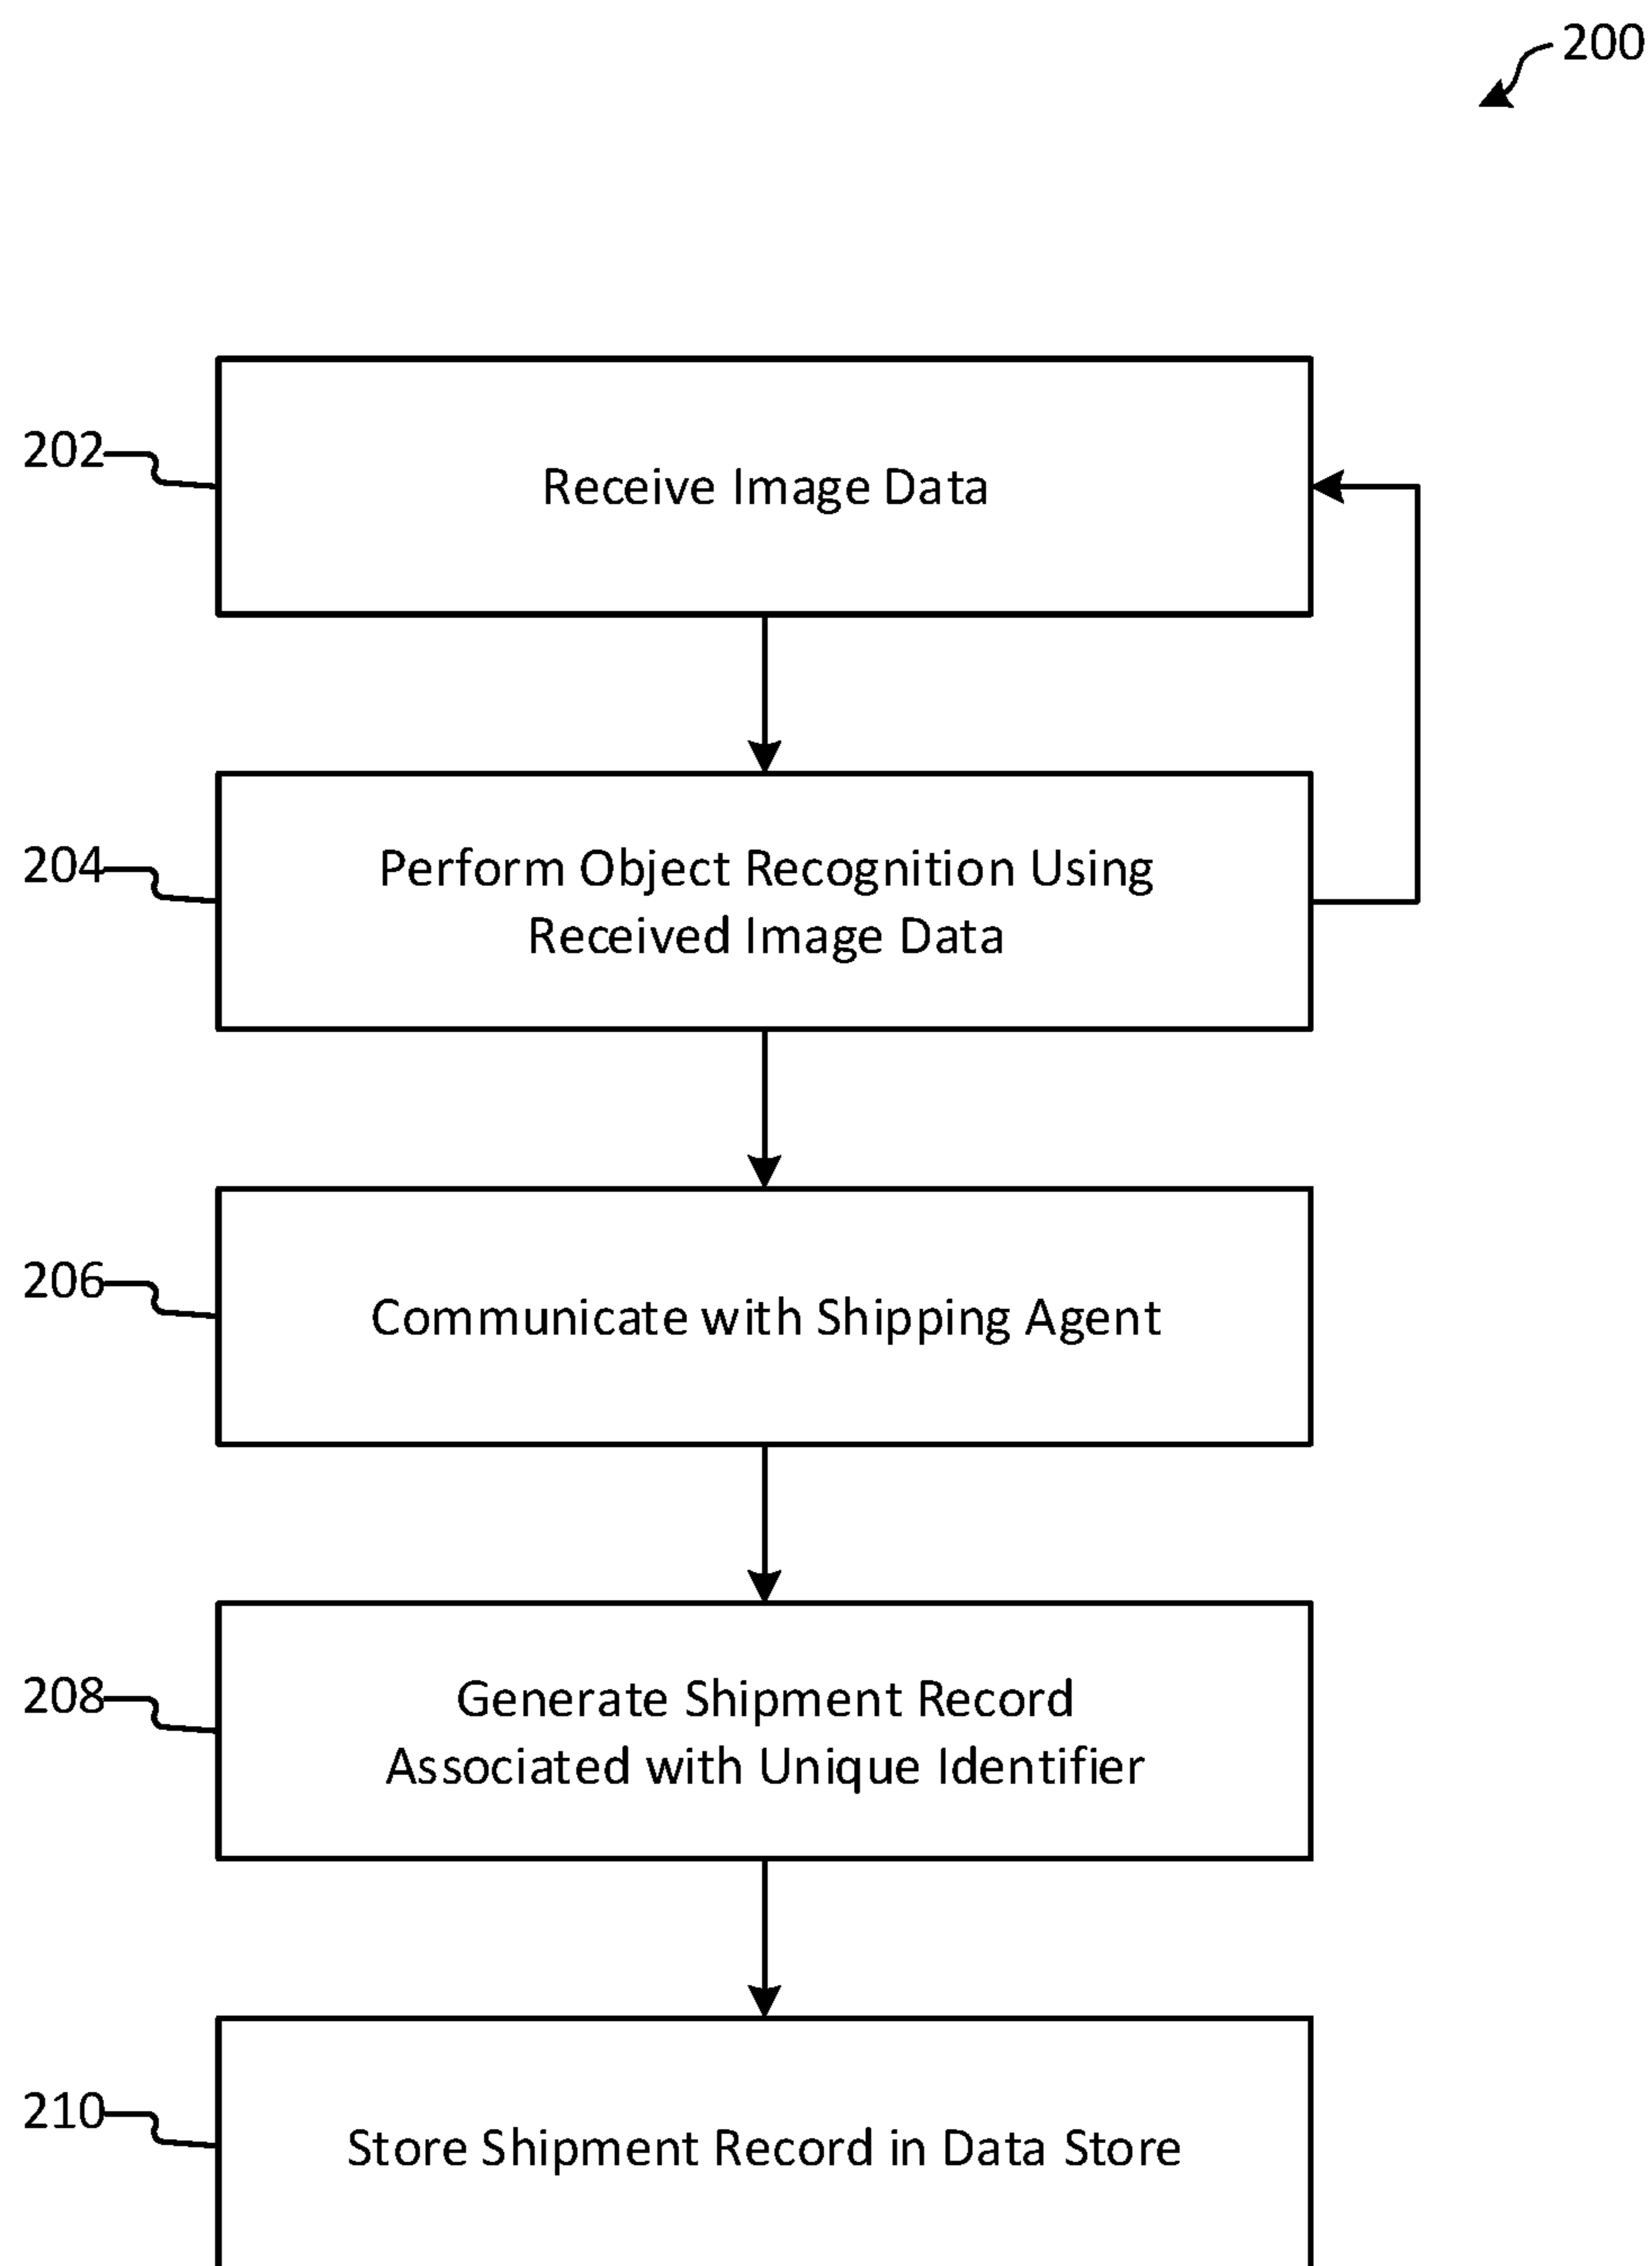 200
202
Receive Image Data
204
Perform Object Recognition Using
Received Image Data
206
Communicate with Shipping Agent
208
Generate Shipment Record
Associated with Unique Identifier
210
Store Shipment Record in Data Store